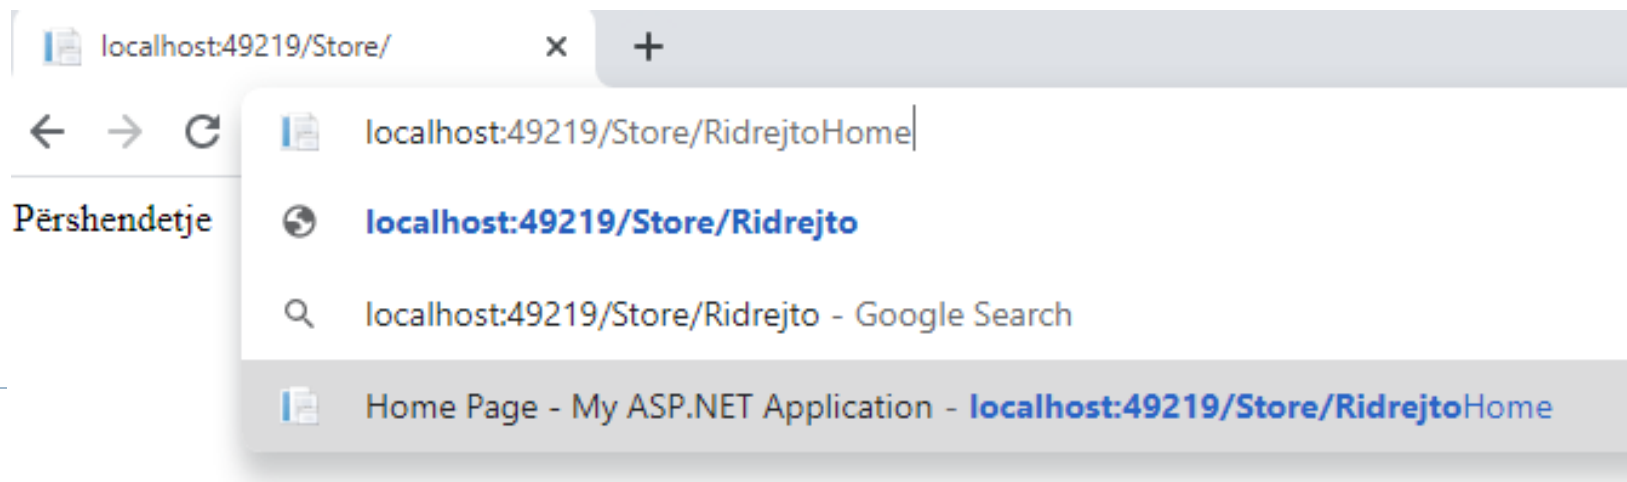 localhost:49219/Store/
localhost:49219/Store/RidrejtoHome
Përshendetje
localhost:49219/Store/Ridrejto
localhost:49219/Store/Ridrejto - Google Search
Home Page - My ASP.NET Application - localhost:49219/Store/RidrejtoHome